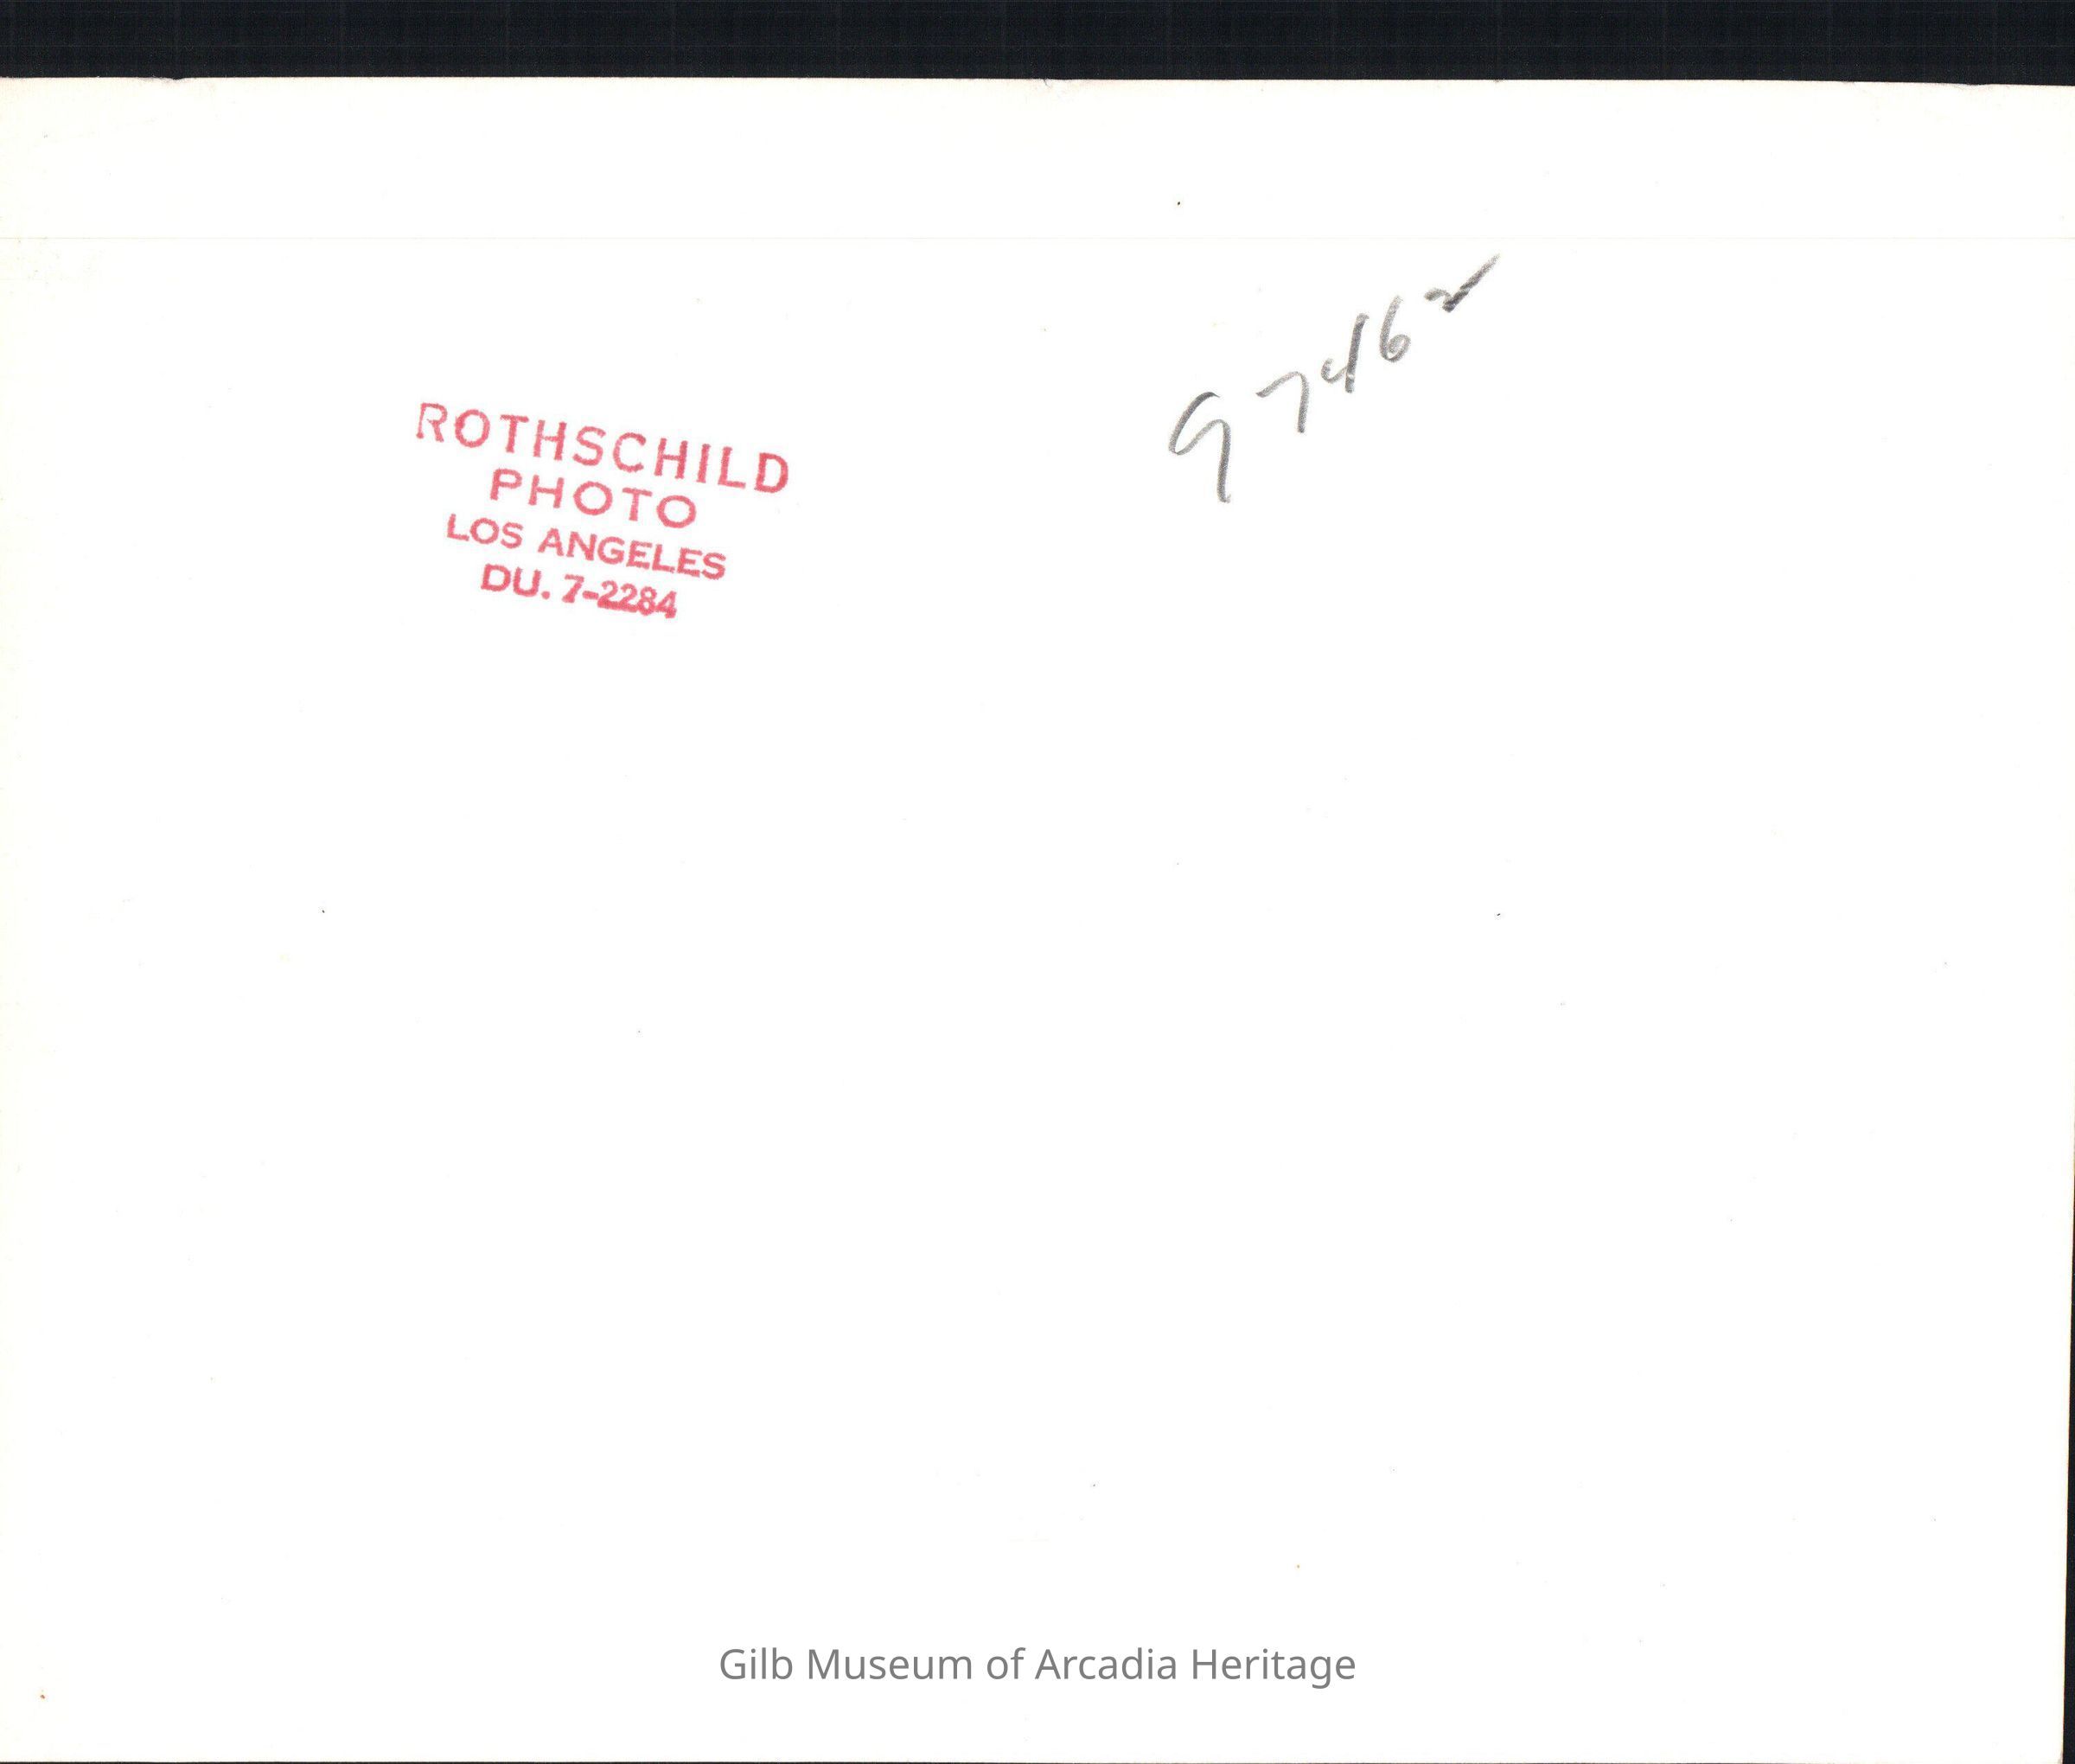 97462
ROTHSCHILD
PHOTO
LOS ANGELES
DU. 7-2284
Gilb Museum of Arcadia Heritage